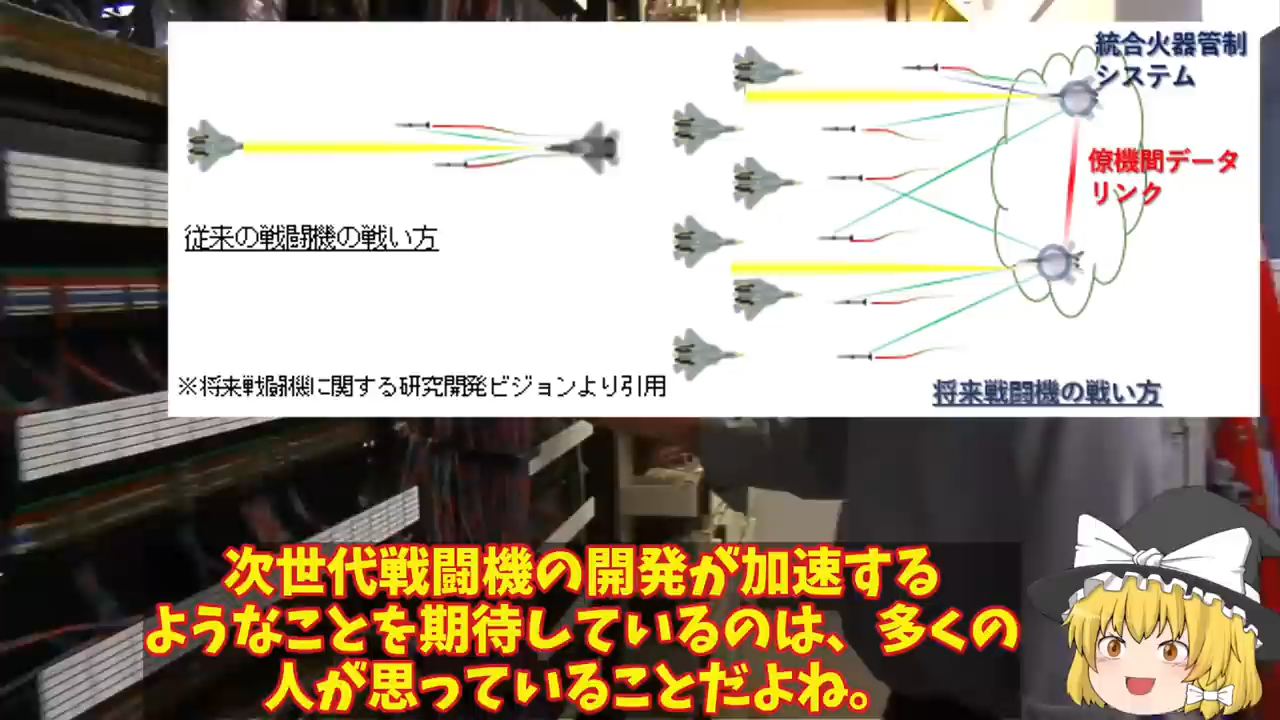 統合火器管制
システム
僚機間データ
リンク
従来の戦闘機の戦い方
※将来戦闘機に関する研究開発ビジョンより引用
将来戦闘機の戦い方
次世代戦闘機の開発が加速する
ようなことを期待しているのは、多くの
人が思っていることだよね。